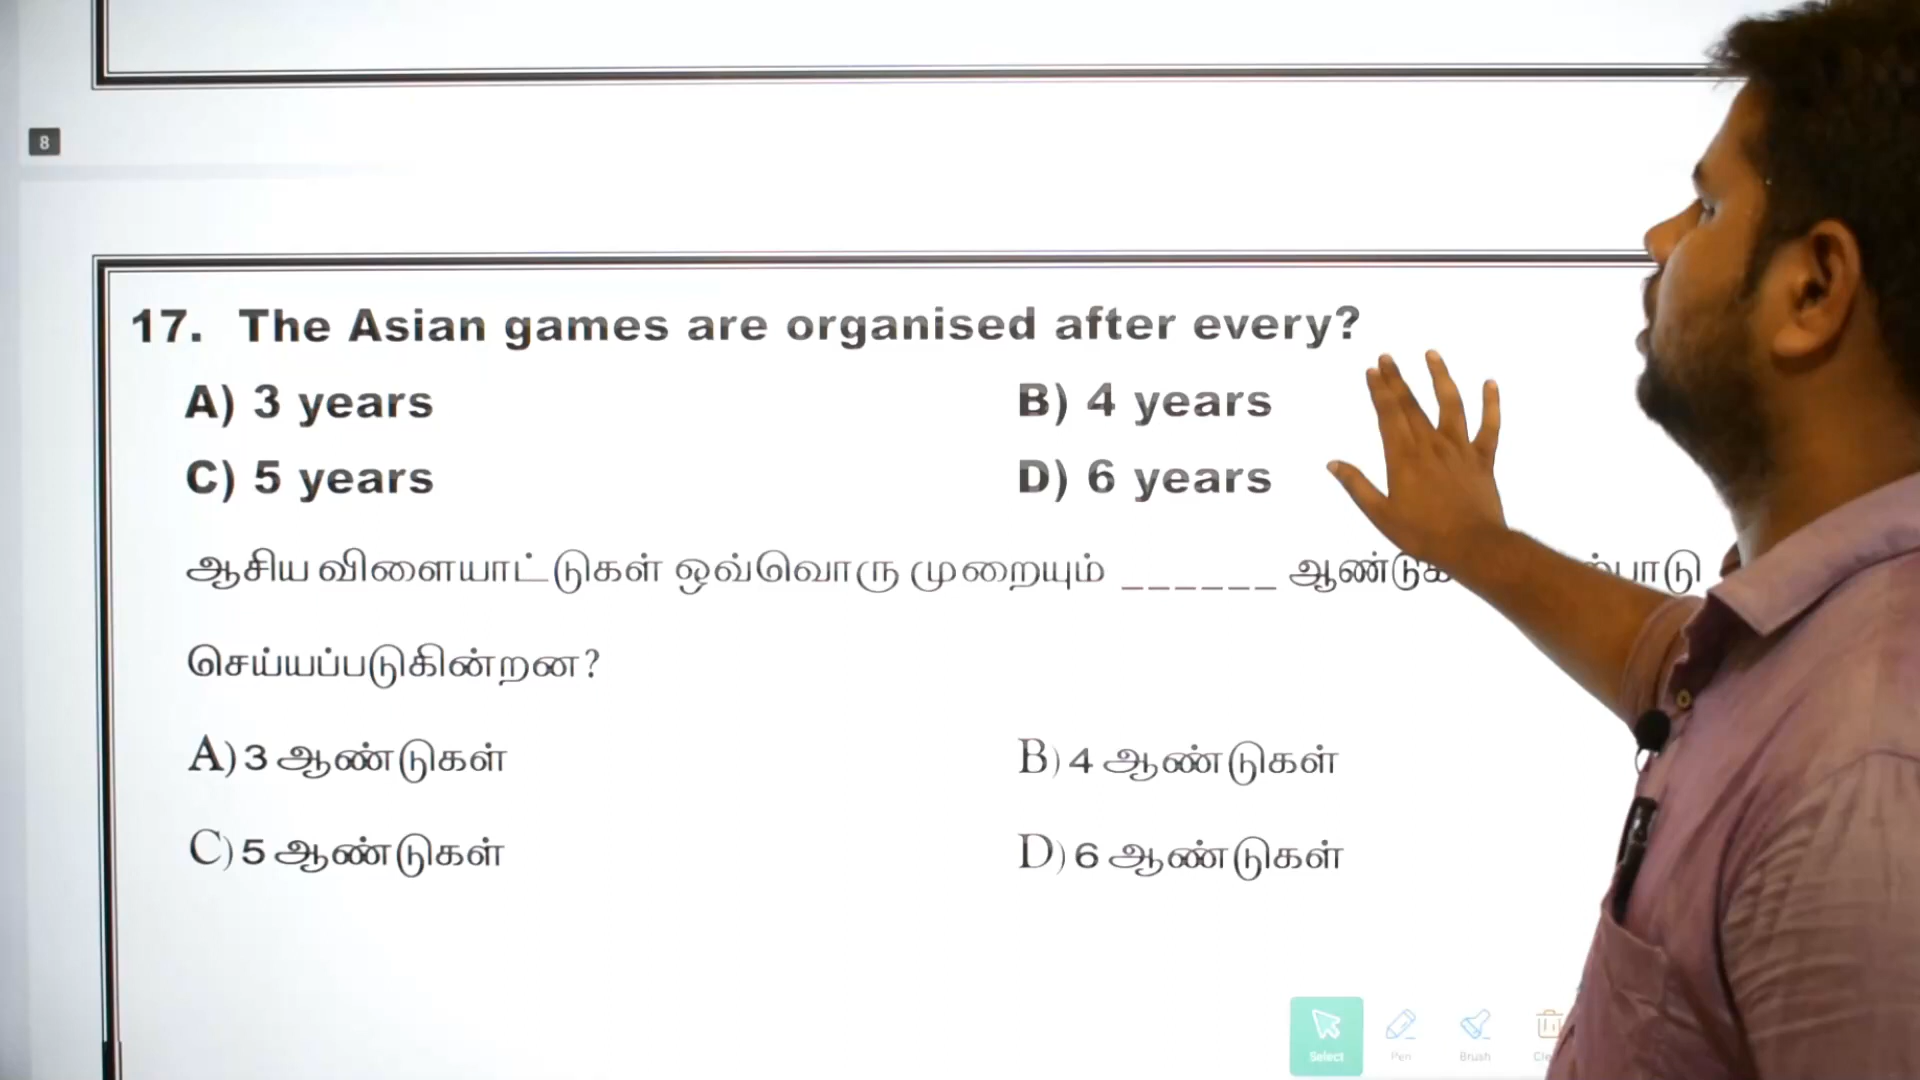 8
17. The Asian games are organised after every?
A) 3 years B) 4 years
C) 5 years D) 6 years
ஆசிய விளையாட்டுகள் ஒவ்வொரு முறையும் ______
செய்யப்படுகின்றன?
A) 3 ஆண்டுகள் B) 4 ஆண்டுகள்
C) 5 ஆண்டுகள் D) 6 ஆண்டுகள்
Select Pen Brush